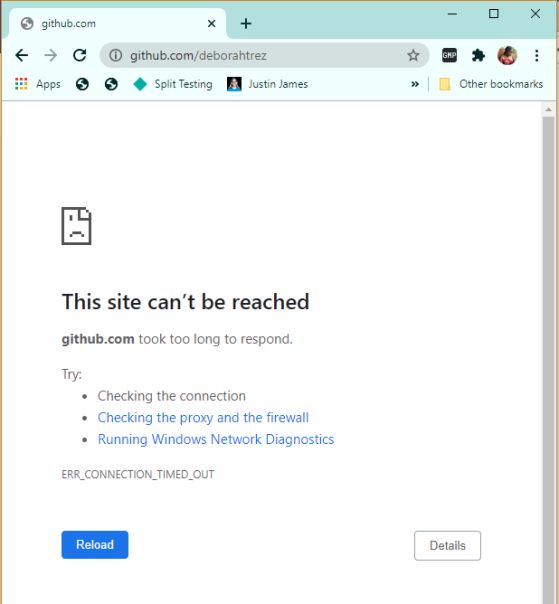 github.com
github.com/deborahtrez
GMP
Apps
Split Testing
Justin James
»
Other bookmarks
This site can't be reached
github.com took too long to respond.
Try:
• Checking the connection
• Checking the proxy and the firewall
• Running Windows Network Diagnostics
ERR_CONNECTION_TIMED_OUT
Reload
Details